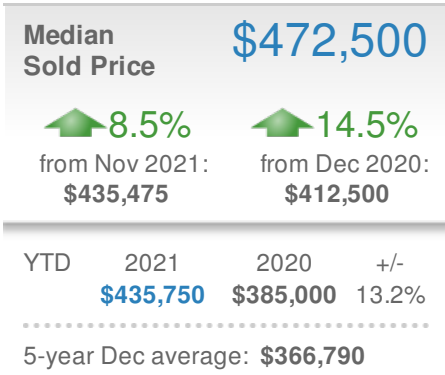 Median
Sold Price
$472,500
8.5% 14.5%
from Nov 2021: from Dec 2020:
$435,475 $412,500
YTD 2021 2020 +/-
$435,750 $385,000 13.2%
5-year Dec average: $366,790